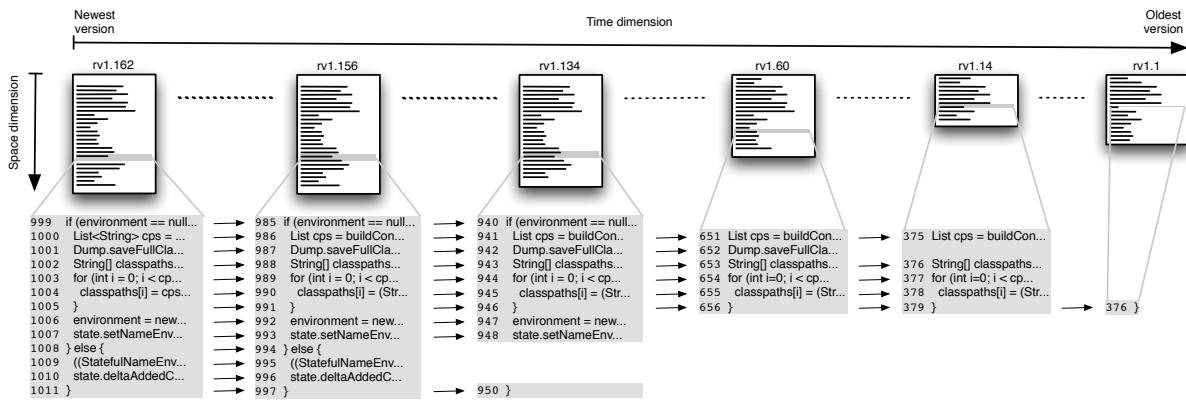 Newest version
Time dimension
Oldest version
Space dimension
rv1.162
rv1.156
rv1.134
rv1.60
rv1.14
rv1.1
999 if (environment == null...
1000 List<String> cps = ...
1001 Dump.saveFullCla...
1002 String[] classpaths...
1003 for (int i = 0; i < cp...
1004 classpaths[i] = cps...
1005 }
1006 environment = new...
1007 state.setNameEnv...
1008 } else {
1009 ((StatefulNameEnv...
1010 state.deltaAddedC...
1011 }
985 if (environment == null...
986 List cps = buildCon...
987 Dump.saveFullCla...
988 String[] classpaths...
989 for (int i = 0; i < cp...
990 classpaths[i] = (Str...
991 }
992 environment = new...
993 state.setNameEnv...
994 } else {
995 ((StatefulNameEnv...
996 state.deltaAddedC...
997 }
940 if (environment == null...
941 List cps = buildCon..
942 Dump.saveFullCla...
943 String[] classpaths...
944 for (int i = 0; i < cp...
945 classpaths[i] = (Str...
946 }
947 environment = new...
948 state.setNameEnv...
950 }
651 List cps = buildCon...
652 Dump.saveFullCla...
653 String[] classpaths...
654 for (int i=0; i < cp...
655 classpaths[i] = (Str...
656 }
375 List cps = buildCon...
376 String[] classpaths...
377 for (int i=0; i < cp...
378 classpaths[i] = (Str...
379 }
376 }